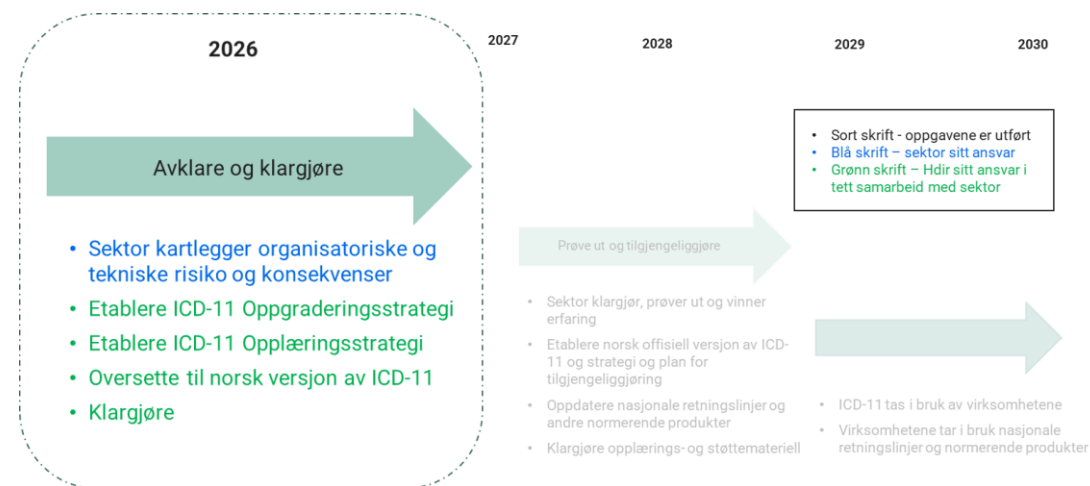 2026
2027
2028
2029
2030
Avklare og klargjøre
• Sektor kartlegger organisatoriske og
tekniske risiko og konsekvenser
• Etablere ICD-11 Oppgraderingsstrategi
• Etablere ICD-11 Opplæringsstrategi
• Oversette til norsk versjon av ICD-11
• Klargjøre
Prøve ut og tilgjengeliggjøre
• Sektor klargjør, prøver ut og vinner
erfaring
• Etablere norsk offisiell versjon av ICD-
11 og strategi og plan for
tilgjengeliggjøring
• Oppdatere nasjonale retningslinjer og
andre normerende produkter
• Klargjøre opplærings- og støttemateriell
• Sort skrift - oppgavene er utført
• Blå skrift – sektor sitt ansvar
• Grønn skrift – Hdir sitt ansvar i
tett samarbeid med sektor
• ICD-11 tas i bruk av virksomhetene
• Virksomhetene tar i bruk nasjonale
retningslinjer og normerende produkter